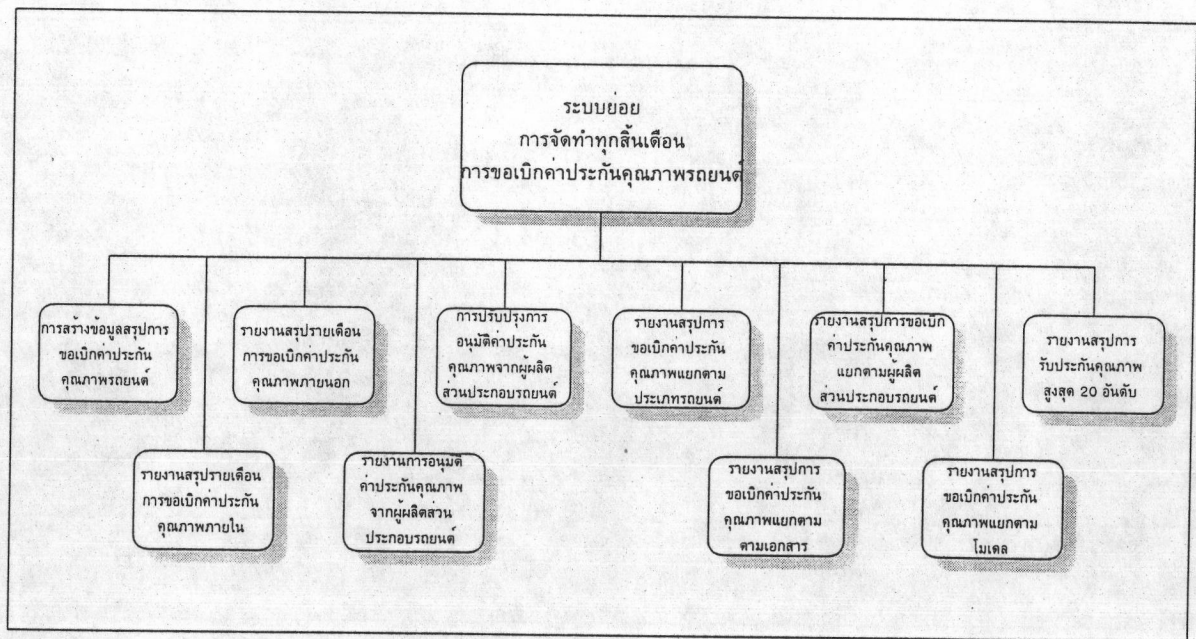 ระบบย่อย
การจัดทำทุกสิ้นเดือน
การขอเบิกค่าประกันคุณภาพรถยนต์
การสร้างข้อมูลสรุปการ
ขอเบิกค่าประกัน
คุณภาพรถยนต์
รายงานสรุปรายเดือน
การขอเบิกค่าประกัน
คุณภาพภายนอก
การปรับปรุงการ
อนุมัติค่าประกัน
คุณภาพจากผู้ผลิต
ส่วนประกอบรถยนต์
รายงานสรุปการ
ขอเบิกค่าประกัน
คุณภาพแยกตาม
ประเภทรถยนต์
รายงานสรุปการขอเบิก
ค่าประกันคุณภาพ
แยกตามผู้ผลิต
ส่วนประกอบรถยนต์
รายงานสรุปการ
รับประกันคุณภาพ
สูงสุด 20 อันดับ
รายงานสรุปรายเดือน
การขอเบิกค่าประกัน
คุณภาพภายใน
รายงานการอนุมัติ
ค่าประกันคุณภาพ
จากผู้ผลิตส่วน
ประกอบรถยนต์
รายงานสรุปการ
ขอเบิกค่าประกัน
คุณภาพแยกตาม
ตามเอกสาร
รายงานสรุปการ
ขอเบิกค่าประกัน
คุณภาพแยกตาม
โมเดล